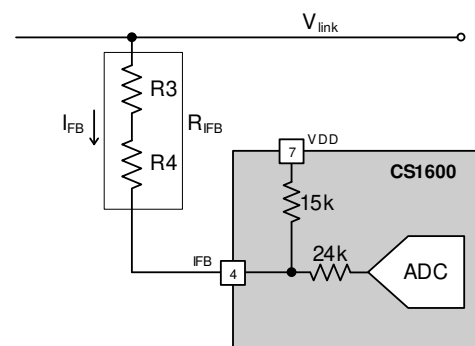 Vlink
R3
IFB
RIFB
R4
7
VDD
CS1600
15k
IFB
4
24k
ADC